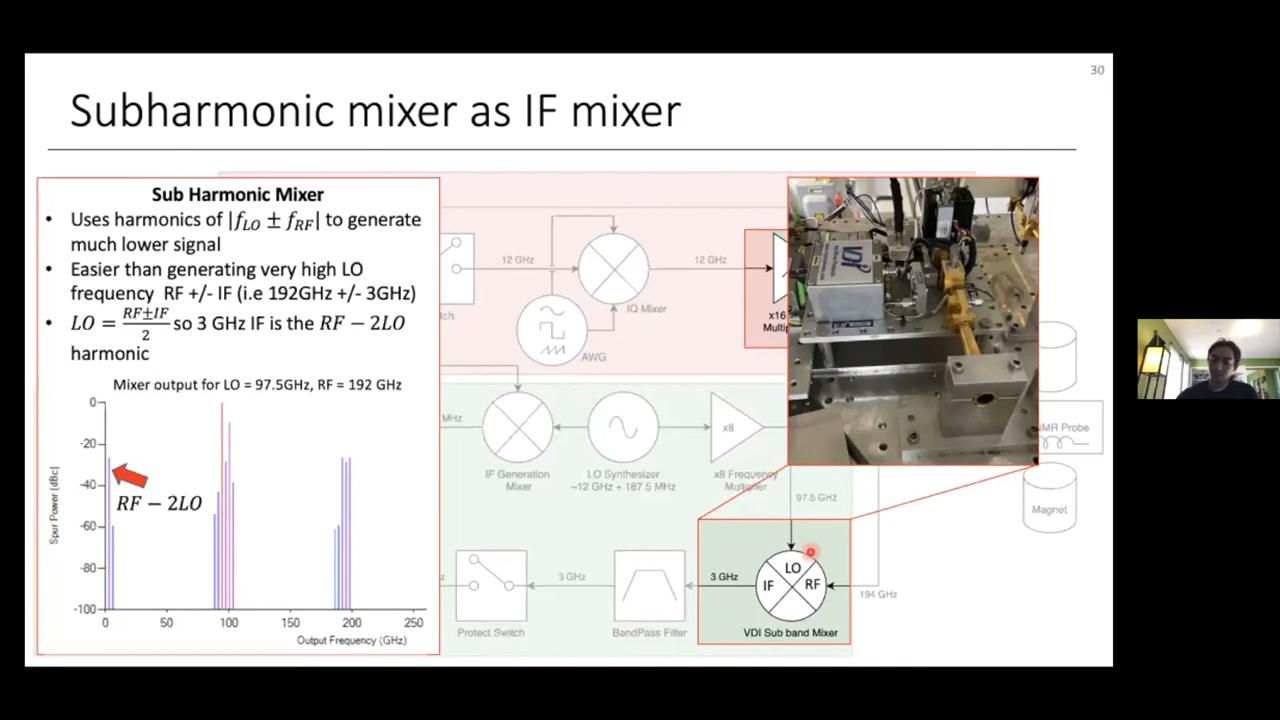 30
Subharmonic mixer as IF mixer
Sub Harmonic Mixer
• Uses harmonics of |f_LO ± f_RF| to generate
much lower signal
• Easier than generating very high LO
frequency RF +/- IF (i.e 192GHz +/- 3GHz)
• LO = RF±IF/2 so 3 GHz IF is the RF − 2LO
harmonic
Mixer output for LO = 97.5GHz, RF = 192 GHz
Spur Power [dBc]
0
-20
-40
-60
-80
-100
RF − 2LO
0 50 100 150 200 250
Output Frequency (GHz)
12 GHz
12 GHz
IQ Mixer
AWG
x16
VDI
MHz
x8
IF Generation
Mixer
LO Synthesizer
~12 GHz + 187.5 MHz
x8 Frequency
Multiplier
97.5 GHz
NMR Probe
Magnet
3 GHz
3 GHz
LO
IF
RF
194 GHz
Protect Switch
BandPass Filter
VDI Sub band Mixer